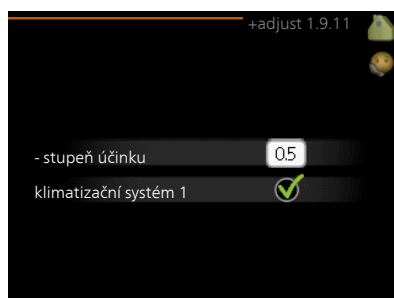 +adjust 1.9.11
- stupeň účinku 0.5
klimatizační systém 1